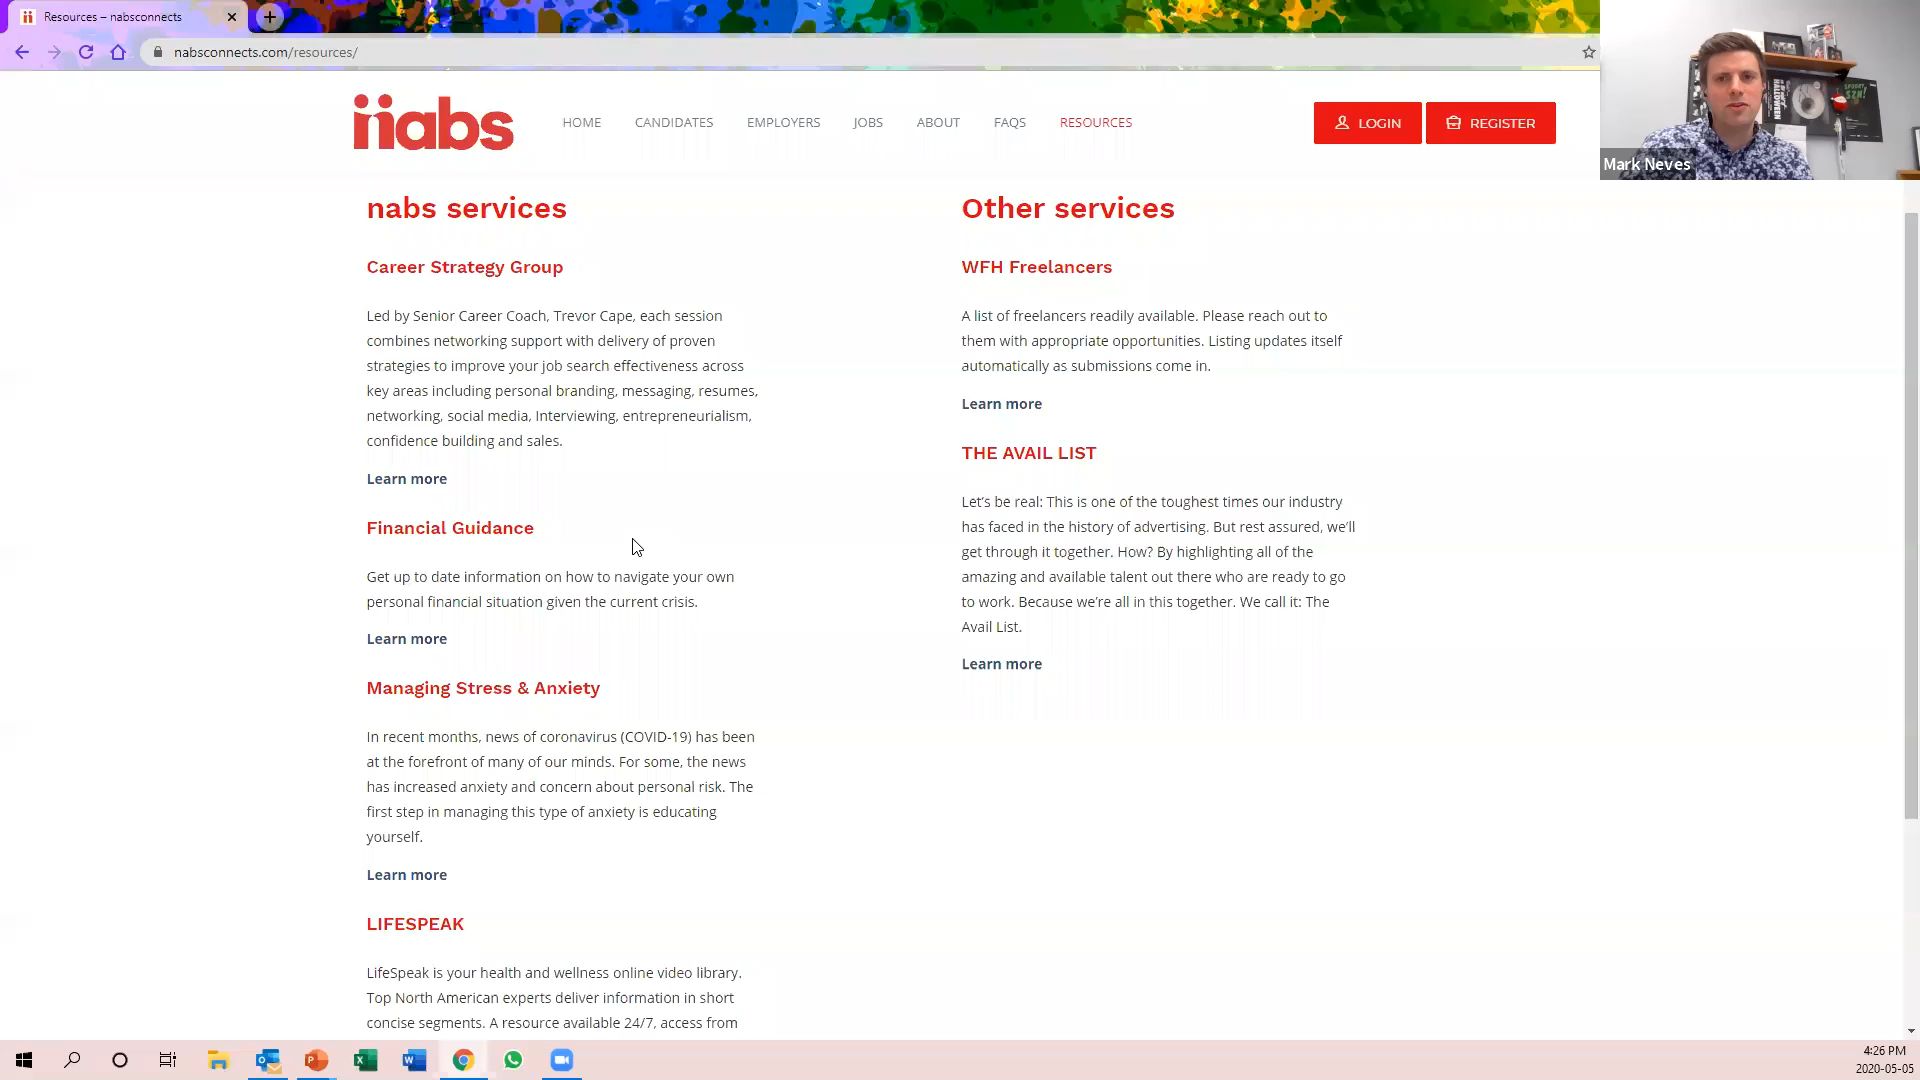 Resources – nabsconnects
nabsconnects.com/resources/
nabs
HOME
CANDIDATES
EMPLOYERS
JOBS
ABOUT
FAQS
RESOURCES
LOGIN
REGISTER
Mark Neves
nabs services
Career Strategy Group
Led by Senior Career Coach, Trevor Cape, each session
combines networking support with delivery of proven
strategies to improve your job search effectiveness across
key areas including personal branding, messaging, resumes,
networking, social media, Interviewing, entrepreneurialism,
confidence building and sales.
Learn more
Financial Guidance
Get up to date information on how to navigate your own
personal financial situation given the current crisis.
Learn more
Managing Stress & Anxiety
In recent months, news of coronavirus (COVID-19) has been
at the forefront of many of our minds. For some, the news
has increased anxiety and concern about personal risk. The
first step in managing this type of anxiety is educating
yourself.
Learn more
LIFESPEAK
LifeSpeak is your health and wellness online video library.
Top North American experts deliver information in short
concise segments. A resource available 24/7, access from
Other services
WFH Freelancers
A list of freelancers readily available. Please reach out to
them with appropriate opportunities. Listing updates itself
automatically as submissions come in.
Learn more
THE AVAIL LIST
Let’s be real: This is one of the toughest times our industry
has faced in the history of advertising. But rest assured, we’ll
get through it together. How? By highlighting all of the
amazing and available talent out there who are ready to go
to work. Because we’re all in this together. We call it: The
Avail List.
Learn more
4:26 PM
2020-05-05